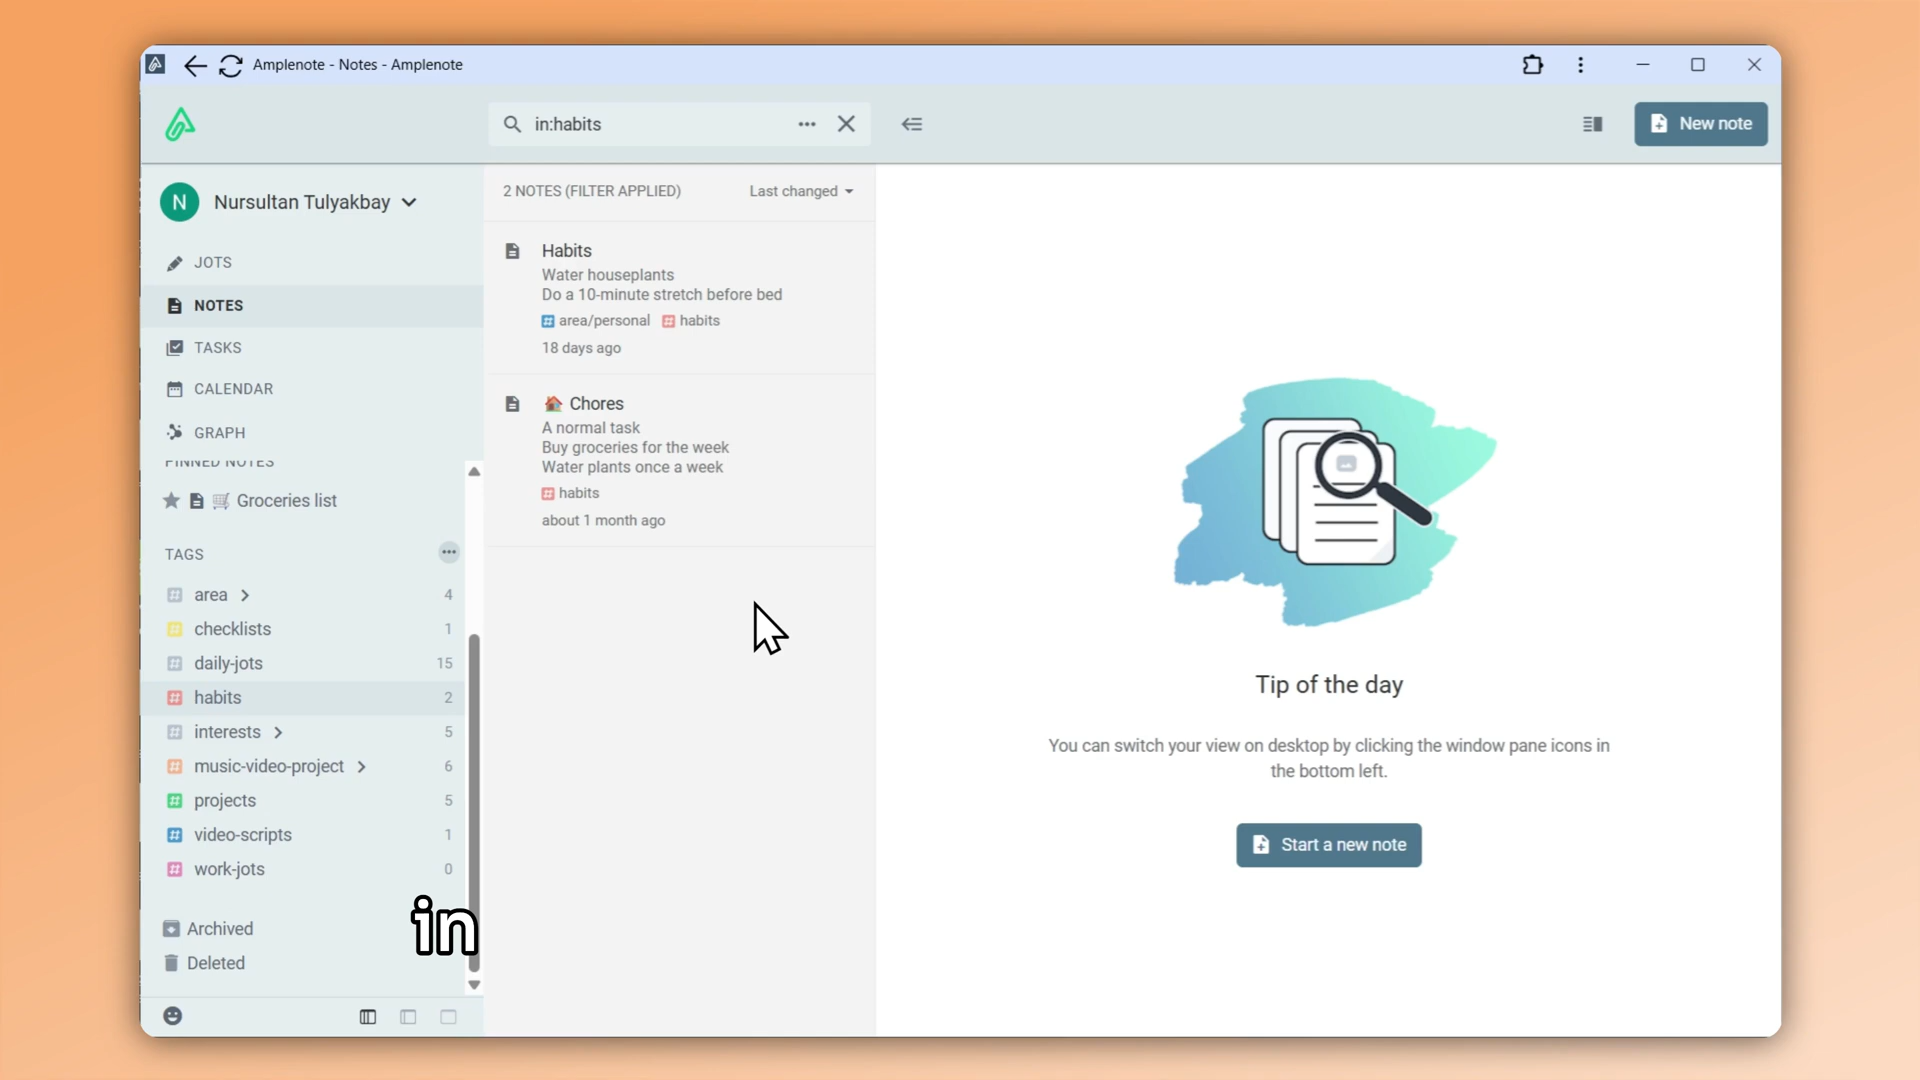 Amplenote - Notes - Amplenote
in:habits
New note
N
Nursultan Tulyakbay
JOTS
NOTES
TASKS
CALENDAR
GRAPH
PINNED NOTES
Groceries list
TAGS
area 4
checklists 1
daily-jots 15
habits 2
interests 5
music-video-project 6
projects 5
video-scripts 1
work-jots 0
Archived
Deleted
in
2 NOTES (FILTER APPLIED)
Last changed
Habits
Water houseplants
Do a 10-minute stretch before bed
area/personal habits
18 days ago
Chores
A normal task
Buy groceries for the week
Water plants once a week
habits
about 1 month ago
Tip of the day
You can switch your view on desktop by clicking the window pane icons in
the bottom left.
Start a new note